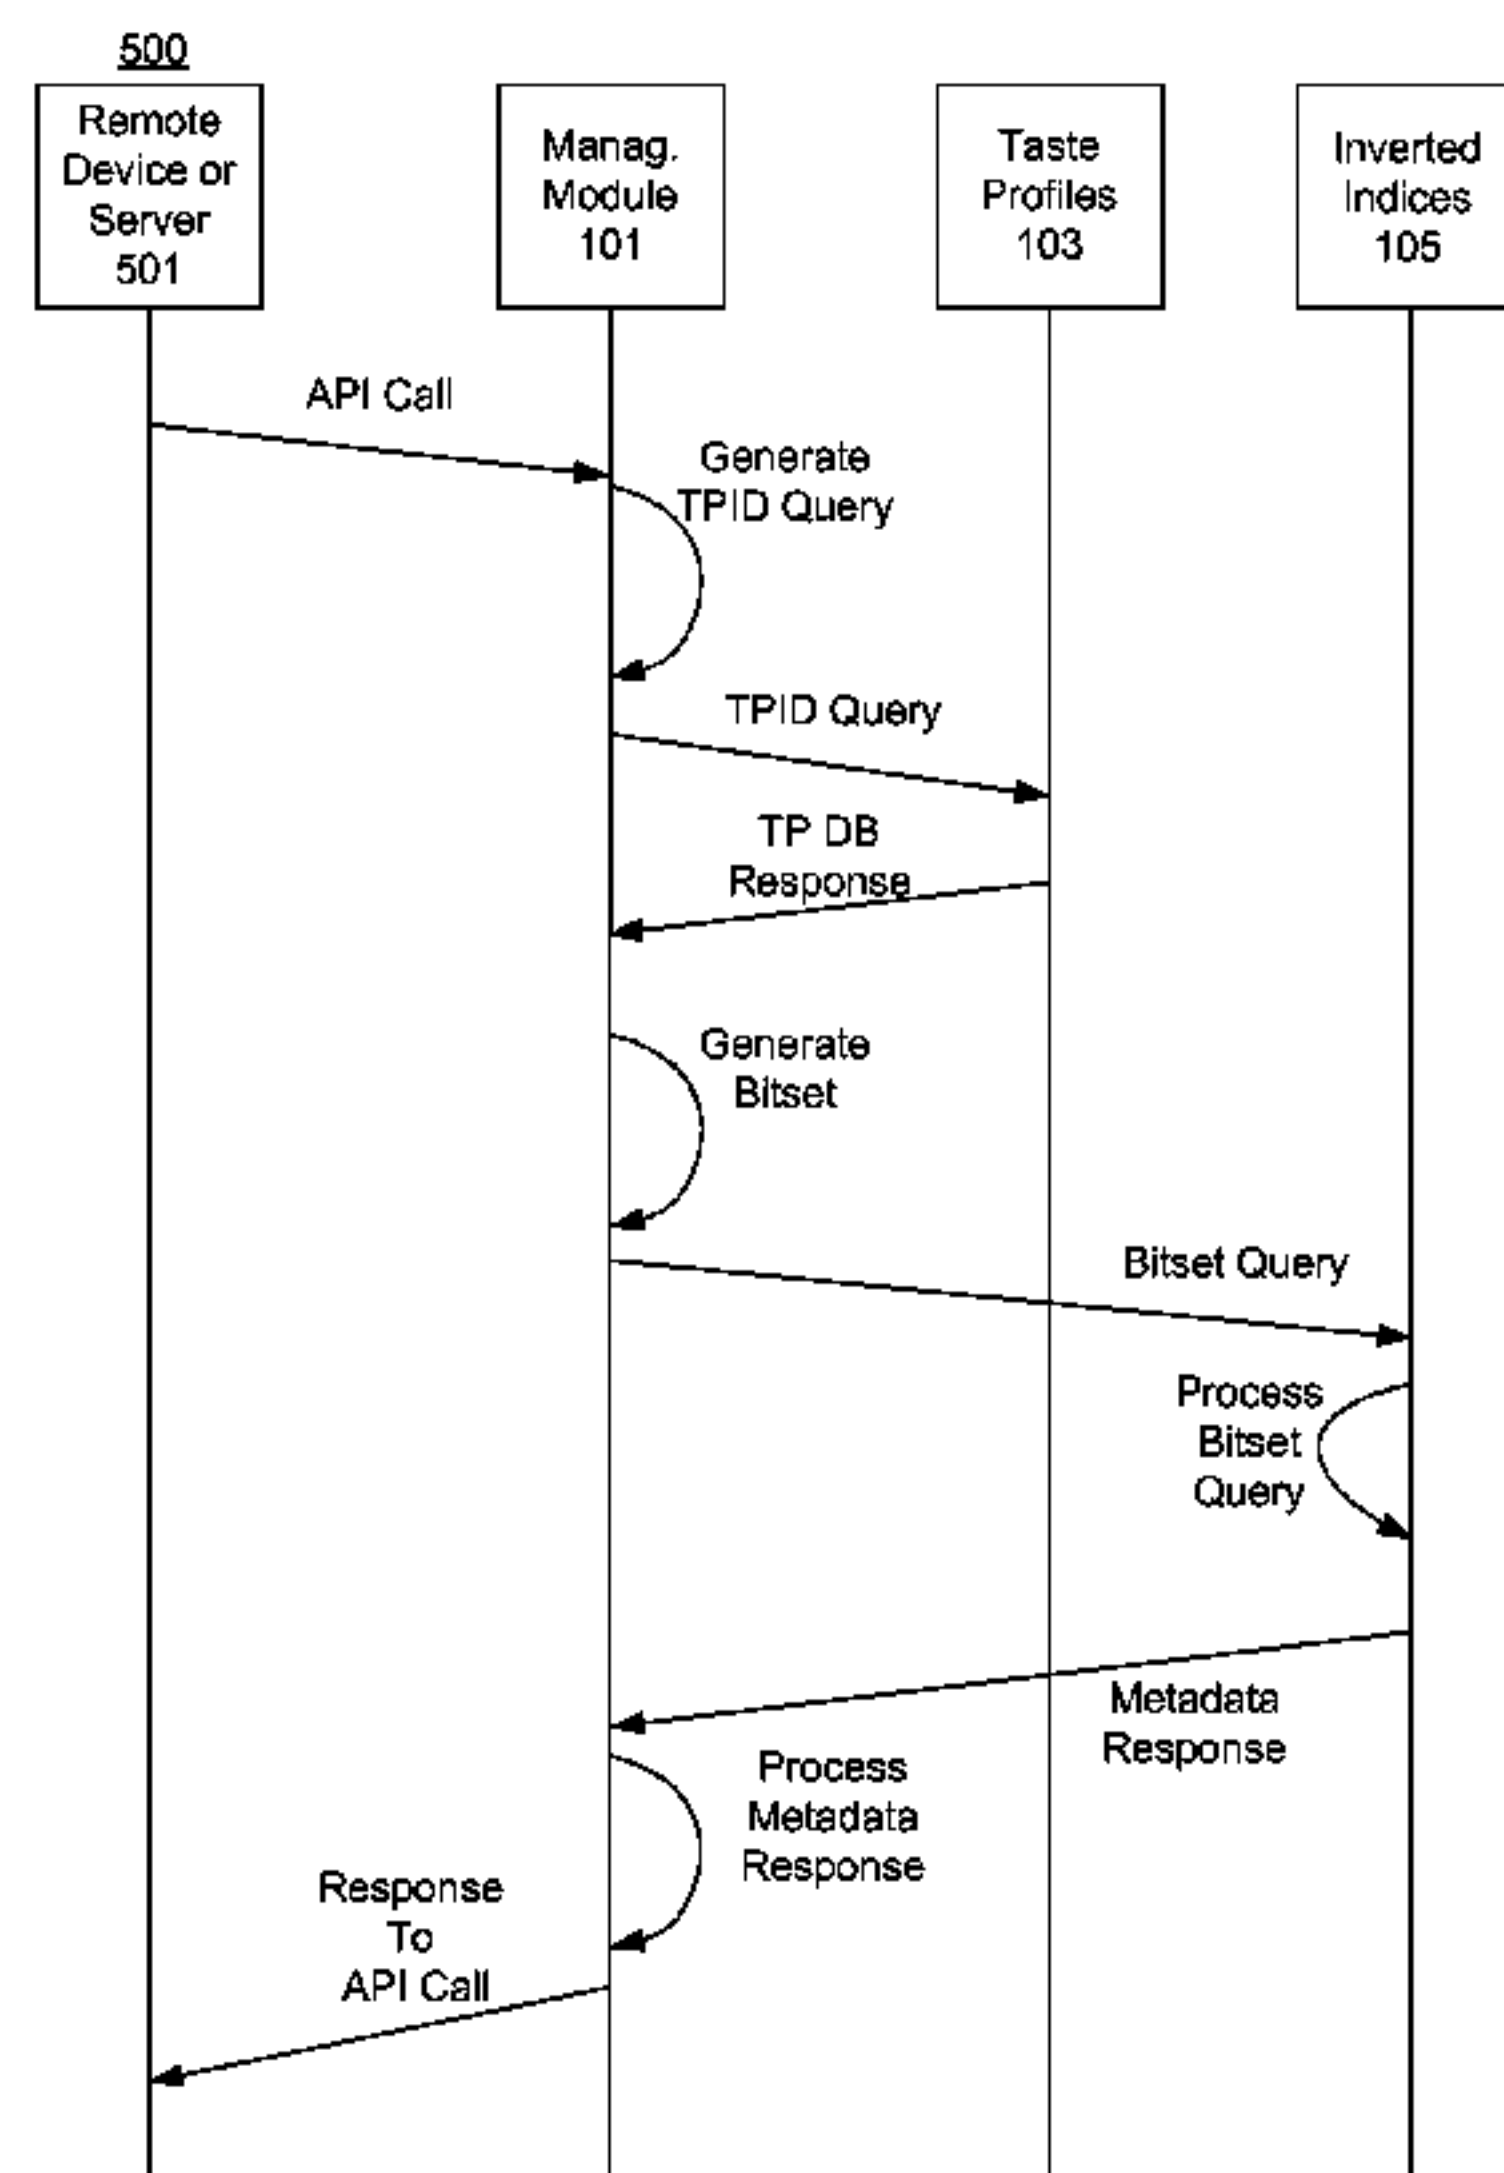 500
Remote
Device or
Server
501
Manag.
Module
101
Taste
Profiles
103
Inverted
Indices
105
API Call
Generate
TPID Query
TPID Query
TP DB
Response
Generate
Bitset
Bitset Query
Process
Bitset
Query
Metadata
Response
Process
Metadata
Response
Response
To
API Call